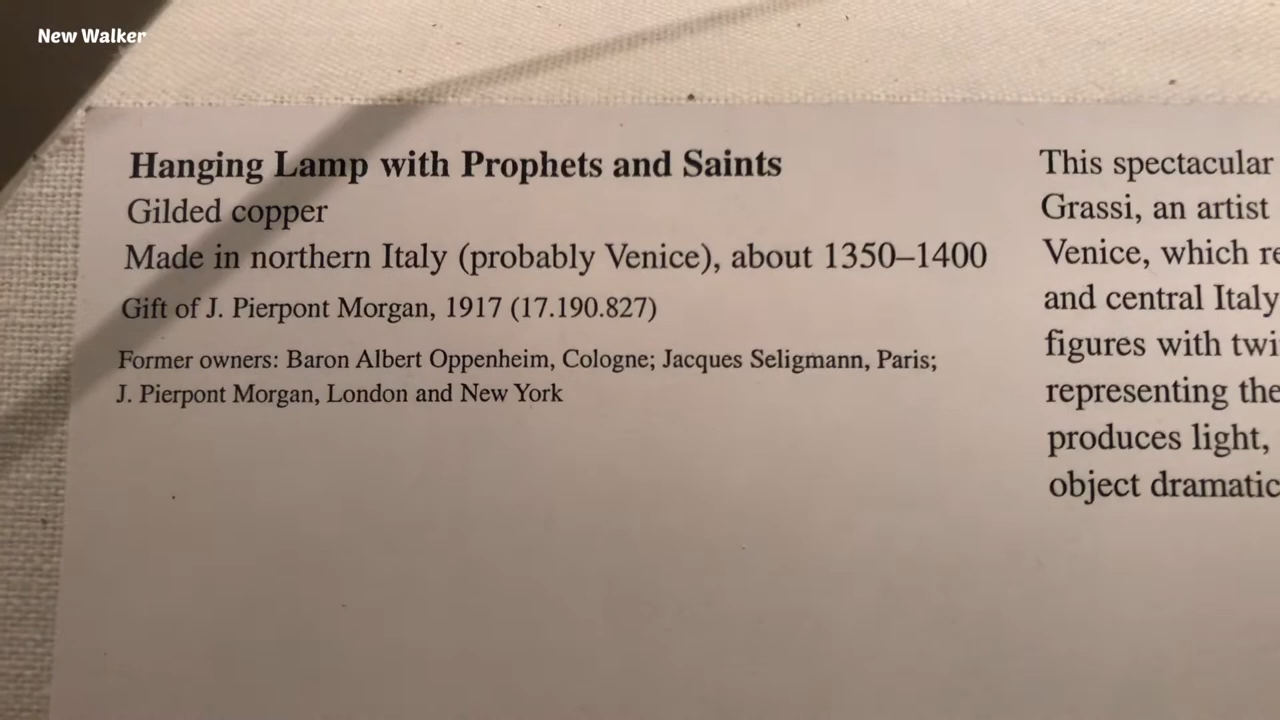 New Walker
Hanging Lamp with Prophets and Saints
Gilded copper
Made in northern Italy (probably Venice), about 1350–1400
Gift of J. Pierpont Morgan, 1917 (17.190.827)
Former owners: Baron Albert Oppenheim, Cologne; Jacques Seligmann, Paris;
J. Pierpont Morgan, London and New York
This spectacular
Grassi, an artist
Venice, which
and central Italy
figures with
representing the
produces light,
object